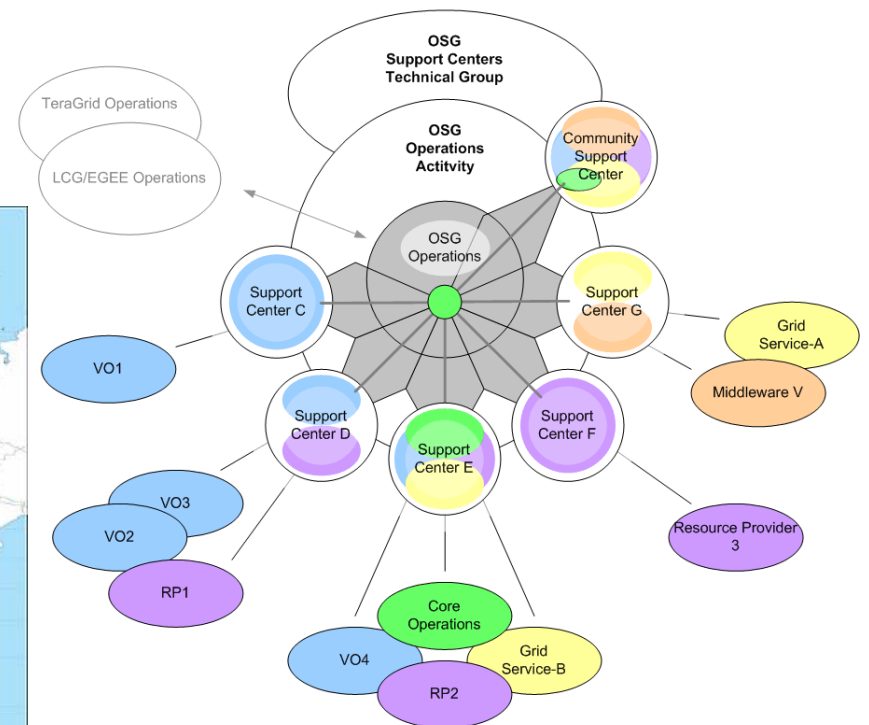 OSG
Support Centers
Technical Group
TeraGrid Operations
LCG/EGEE Operations
OSG
Operations
Actitvity
Community
Support
Center
OSG
Operations
Support
Center C
Support
Center G
Grid
Service-A
VO1
Middleware V
Support
Center D
Support
Center E
Support
Center F
VO3
VO2
RP1
Resource Provider
3
Core
Operations
VO4
Grid
Service-B
RP2